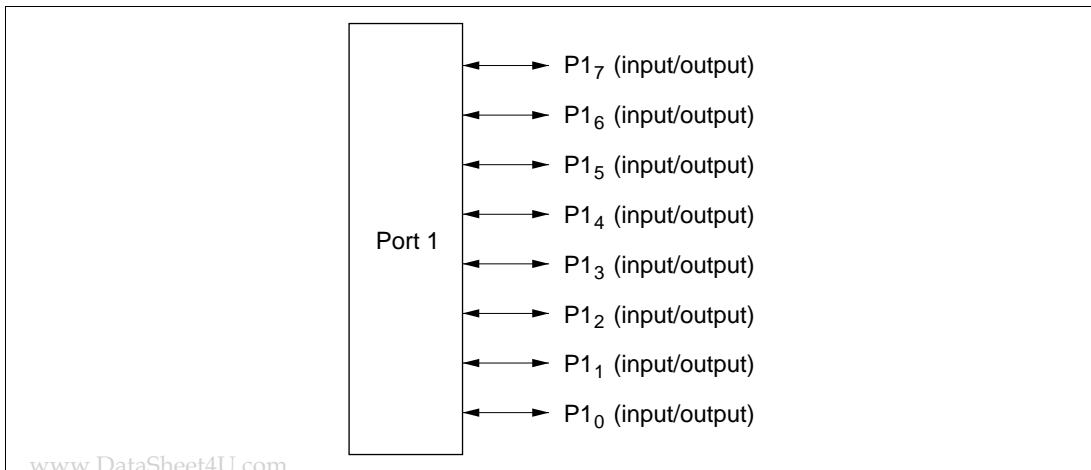 P1₇ (input/output)
P1₆ (input/output)
P1₅ (input/output)
P1₄ (input/output)
Port 1
P1₃ (input/output)
P1₂ (input/output)
P1₁ (input/output)
P1₀ (input/output)
www.DataSheet4U.com